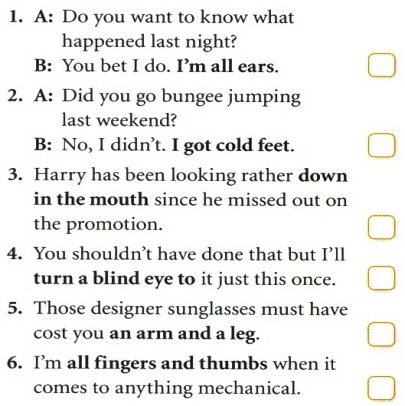 1. A: Do you want to know what
happened last night?
B: You bet I do. I'm all ears.
2. A: Did you go bungee jumping
last weekend?
B: No, I didn't. I got cold feet.
3. Harry has been looking rather down
in the mouth since he missed out on
the promotion.
4. You shouldn't have done that but I'll
turn a blind eye to it just this once.
5. Those designer sunglasses must have
cost you an arm and a leg.
6. I'm all fingers and thumbs when it
comes to anything mechanical.